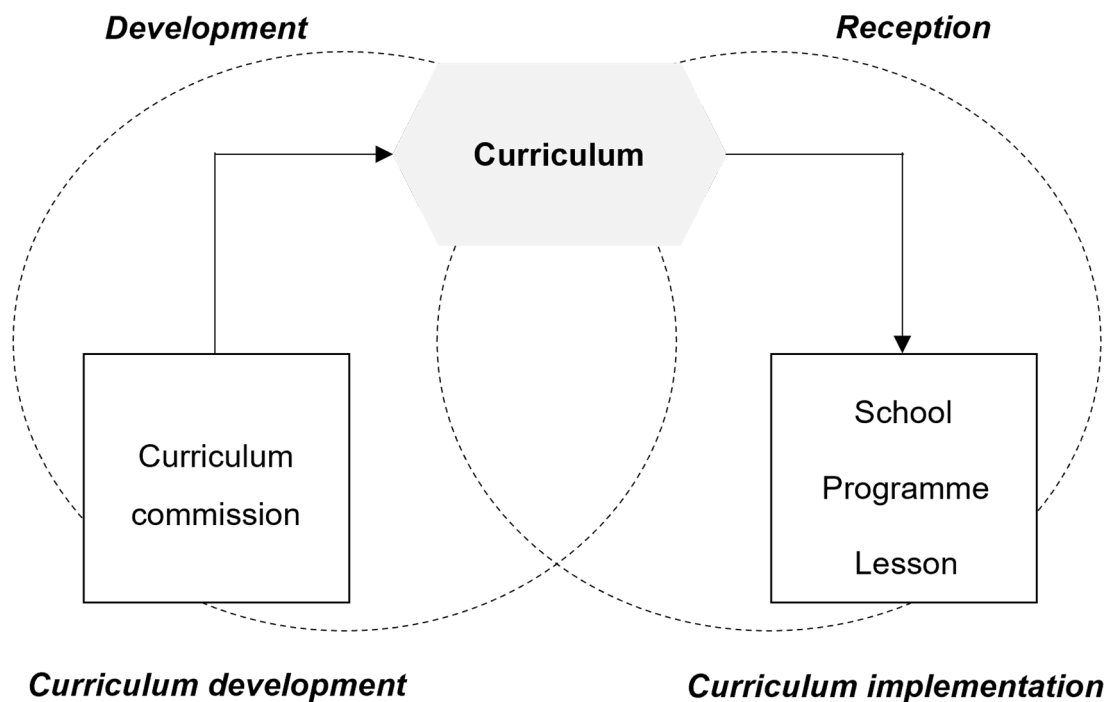 Development
Reception
Curriculum
Curriculum
commission
School
Programme
Lesson
Curriculum development
Curriculum implementation